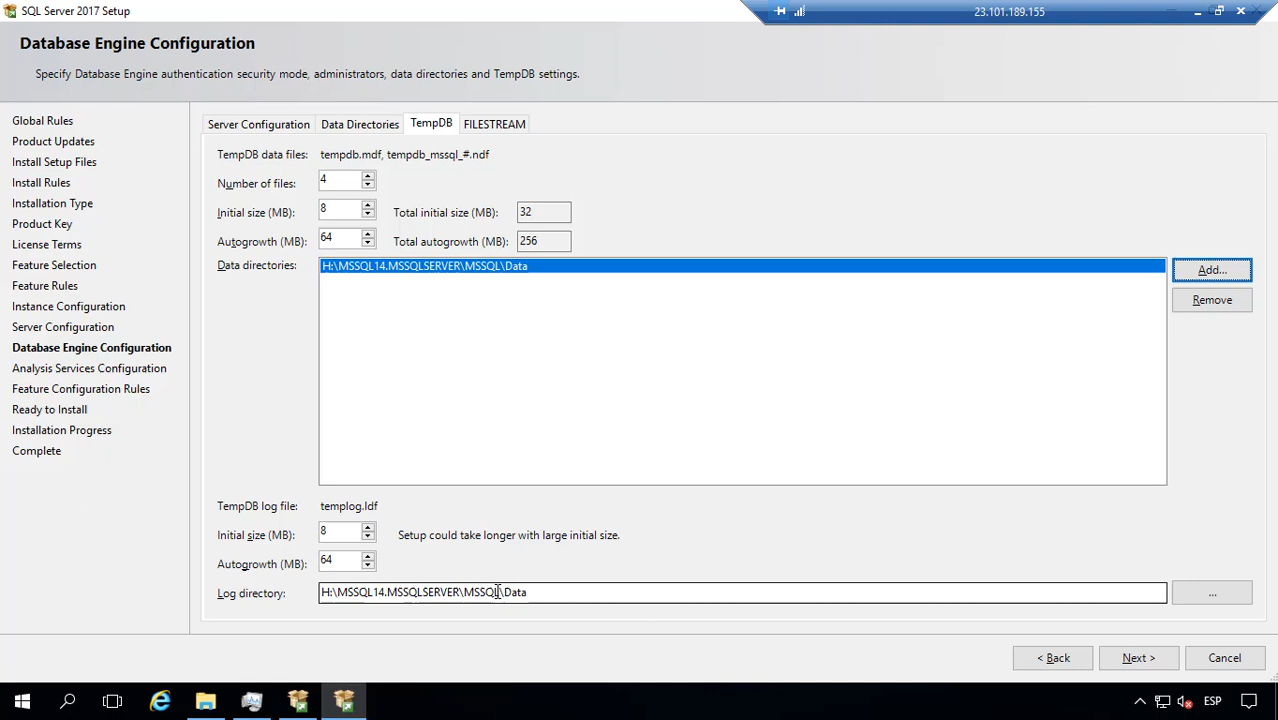 SQL Server 2017 Setup
23.101.189.155
Database Engine Configuration
Specify Database Engine authentication security mode, administrators, data directories and TempDB settings.
Global Rules
Product Updates
Install Setup Files
Install Rules
Installation Type
Product Key
License Terms
Feature Selection
Feature Rules
Instance Configuration
Server Configuration
Database Engine Configuration
Analysis Services Configuration
Feature Configuration Rules
Ready to Install
Installation Progress
Complete
Server Configuration Data Directories TempDB FILESTREAM
TempDB data files: tempdb.mdf, tempdb_mssql_#.ndf
Number of files: 4
Initial size (MB): 8 Total initial size (MB): 32
Autogrowth (MB): 64 Total autogrowth (MB): 256
Data directories: H:\MSSQL14.MSSQLSERVER\MSSQL\Data Add...
Remove
TempDB log file: templog.ldf
Initial size (MB): 8 Setup could take longer with large initial size.
Autogrowth (MB): 64
Log directory: H:\MSSQL14.MSSQLSERVER\MSSQL\Data ...
< Back Next > Cancel
ESP